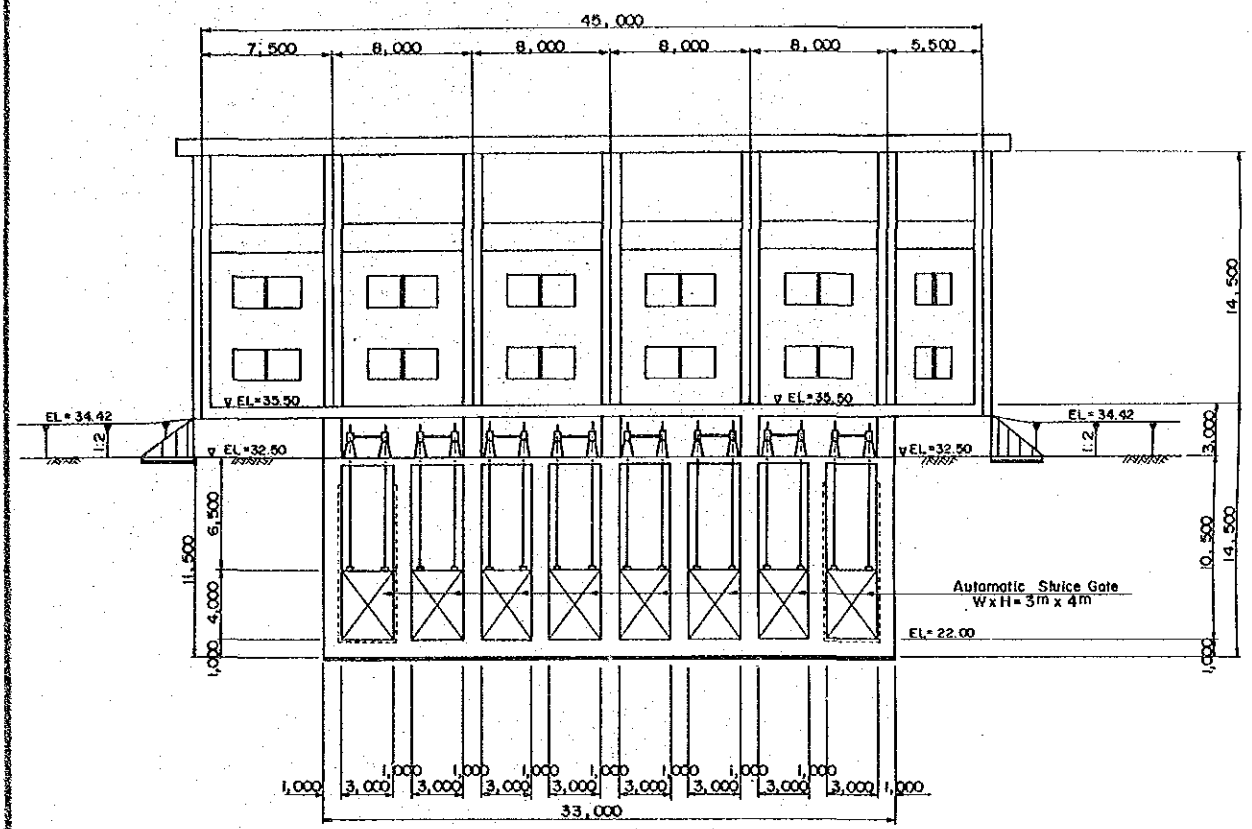 45,000
7,500 8,000 8,000 8,000 8,000 5,500
14,500
EL=35.50 EL=35.50
EL=34.42 EL=34.42
1:2 1:2
3,000
EL=32.50 EL=32.50
6,500
11,500
10,500
14,500
4,000
Automatic Sluice Gate
W x H = 3m x 4m
EL=22.00
1,000 1,000
1,000 1,000 1,000 1,000 1,000 1,000
1,000 3,000 3,000 3,000 3,000 3,000 3,000 3,000 3,000 1,000
33,000